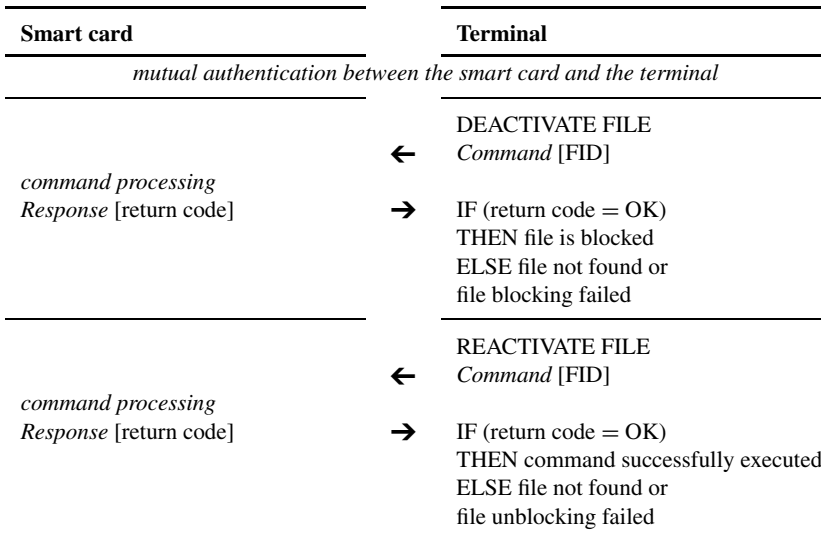 Smart card Terminal
mutual authentication between the smart card and the terminal
DEACTIVATE FILE
← Command [FID]
command processing
Response [return code] → IF (return code = OK)
THEN file is blocked
ELSE file not found or
file blocking failed
REACTIVATE FILE
← Command [FID]
command processing
Response [return code] → IF (return code = OK)
THEN command successfully executed
ELSE file not found or
file unblocking failed